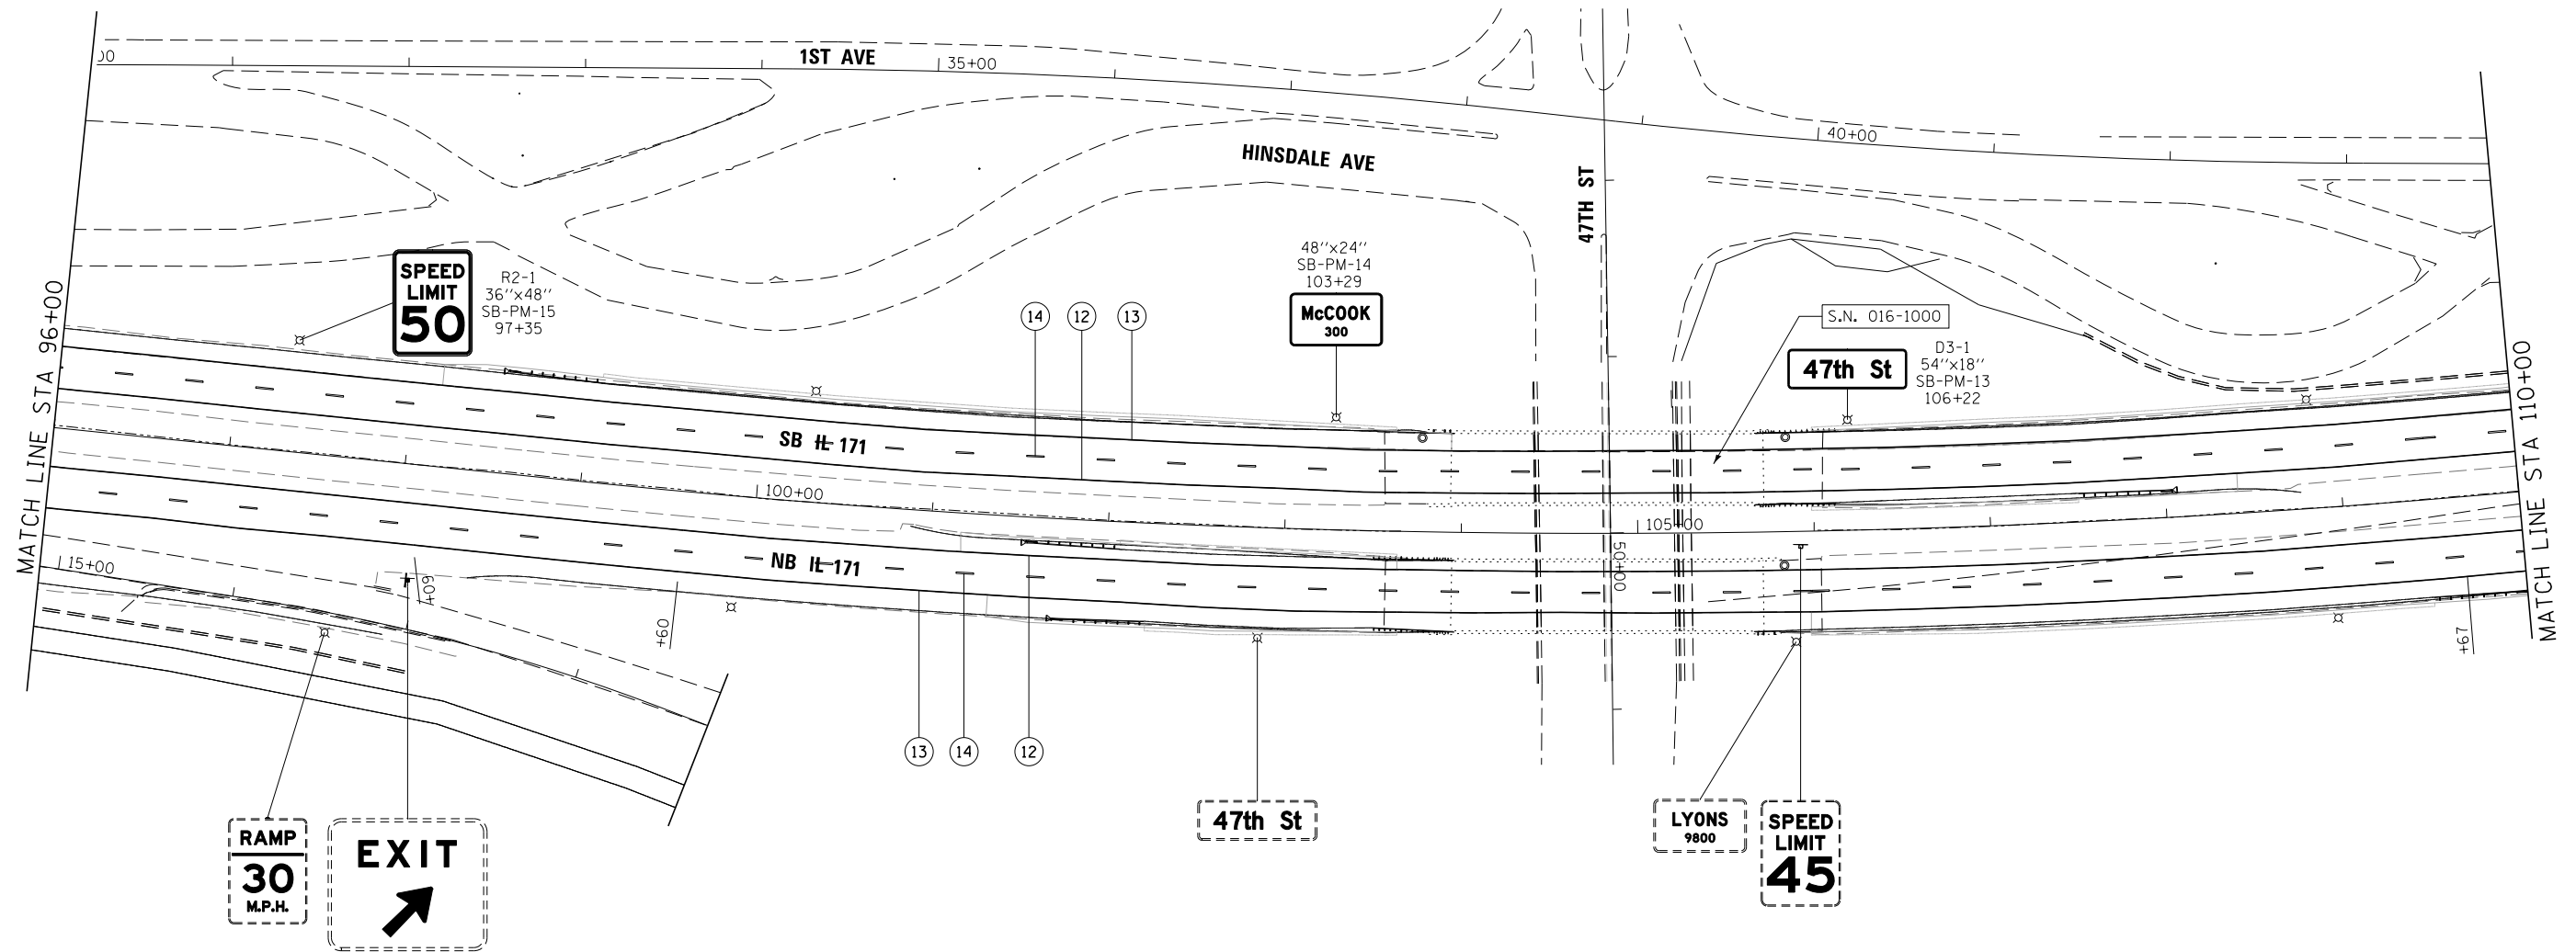 00
1ST AVE
35+00
40+00
HINSDALE AVE
47TH ST
MATCH LINE STA 96+00
SPEED
LIMIT
50
R2-1
36''x48''
SB-PM-15
97+35
14
12
13
48''x24''
SB-PM-14
103+29
McCOOK
300
S.N. 016-1000
47th St
D3-1
54''x18''
SB-PM-13
106+22
MATCH LINE STA 110+00
SB IL 171
100+00
105+00
NB IL 171
50+00
15+00
+09
+60
+67
13
14
12
RAMP
30
M.P.H.
EXIT
47th St
LYONS
9800
SPEED
LIMIT
45